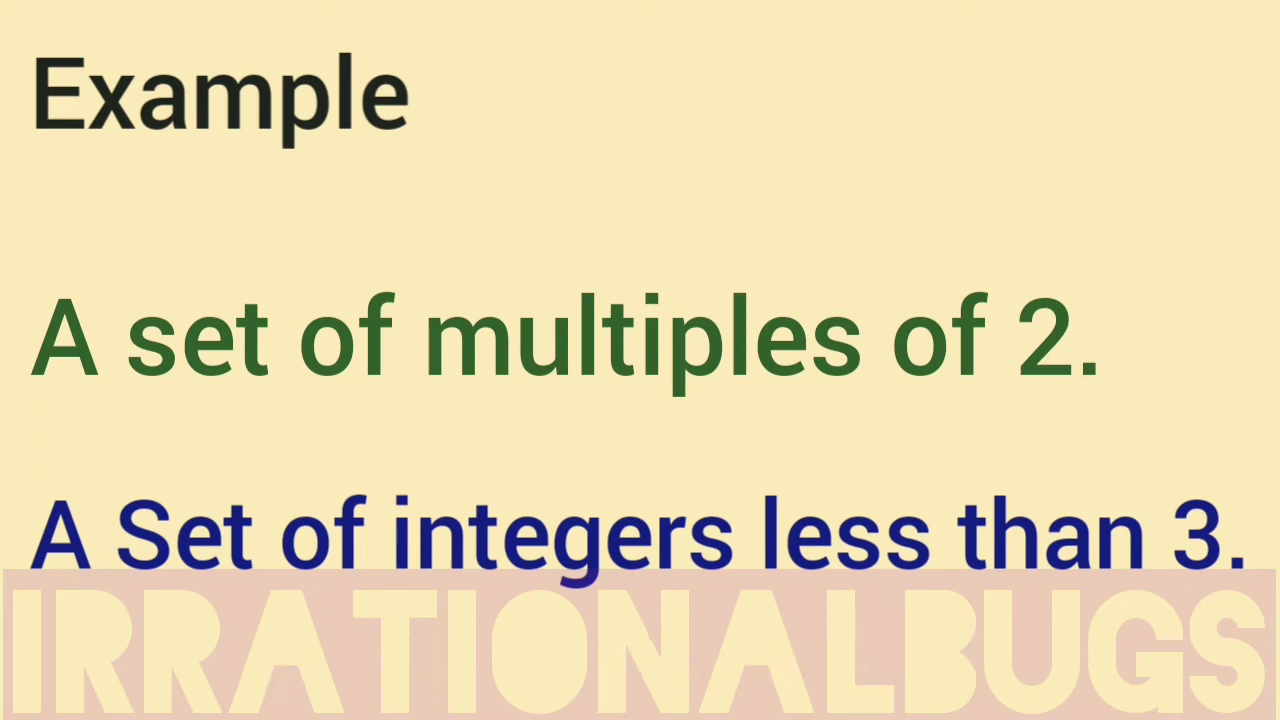 Example
A set of multiples of 2.
A Set of integers less than 3.
IRRATIONALBUGS